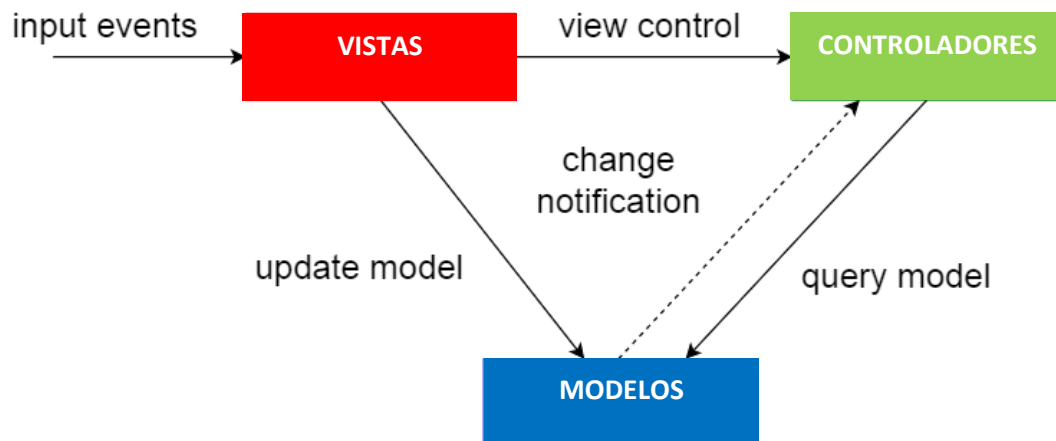 input events
VISTAS
view control
CONTROLADORES
change
notification
update model
query model
MODELOS